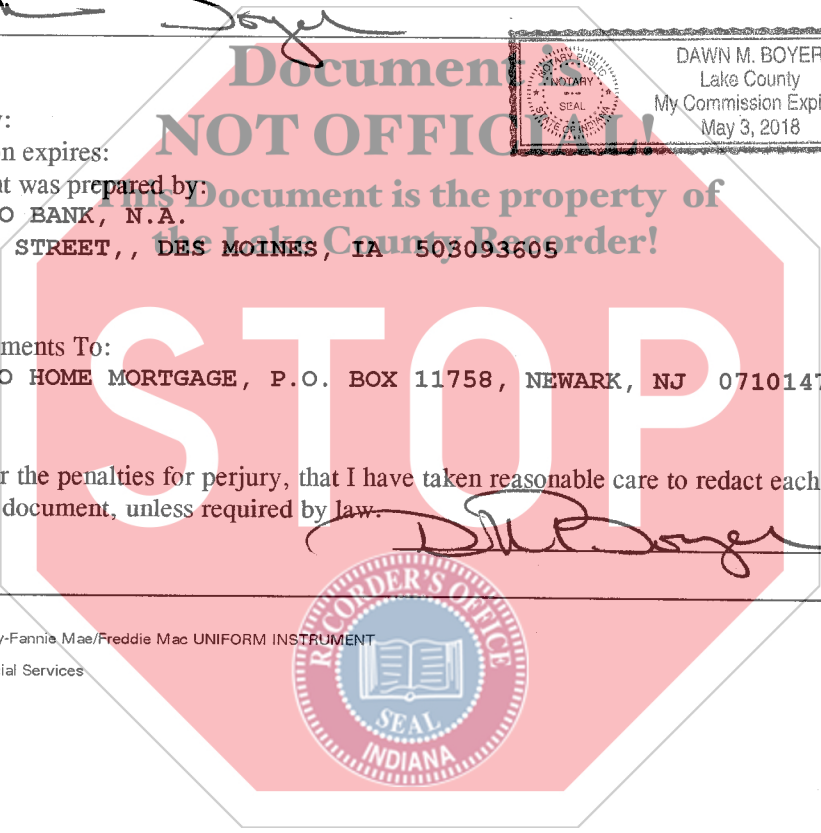 Boyer
Document is
NOT OFFICIAL!
This Document is the property of
the Lake County Recorder!
NOTARY PUBLIC
NOTARY
SEAL
STATE OF INDIANA
DAWN M. BOYER
Lake County
My Commission Expi
May 3, 2018
y:
n expires:
nt was prepared by:
O BANK, N.A.
STREET,, DES MOINES, IA 503093605
ments To:
O HOME MORTGAGE, P.O. BOX 11758, NEWARK, NJ 0710147
r the penalties for perjury, that I have taken reasonable care to redact each
document, unless required by law.
STOP
y-Fannie Mae/Freddie Mac UNIFORM INSTRUMENT
ial Services
RECORDER'S OFFICE
SEAL
INDIANA